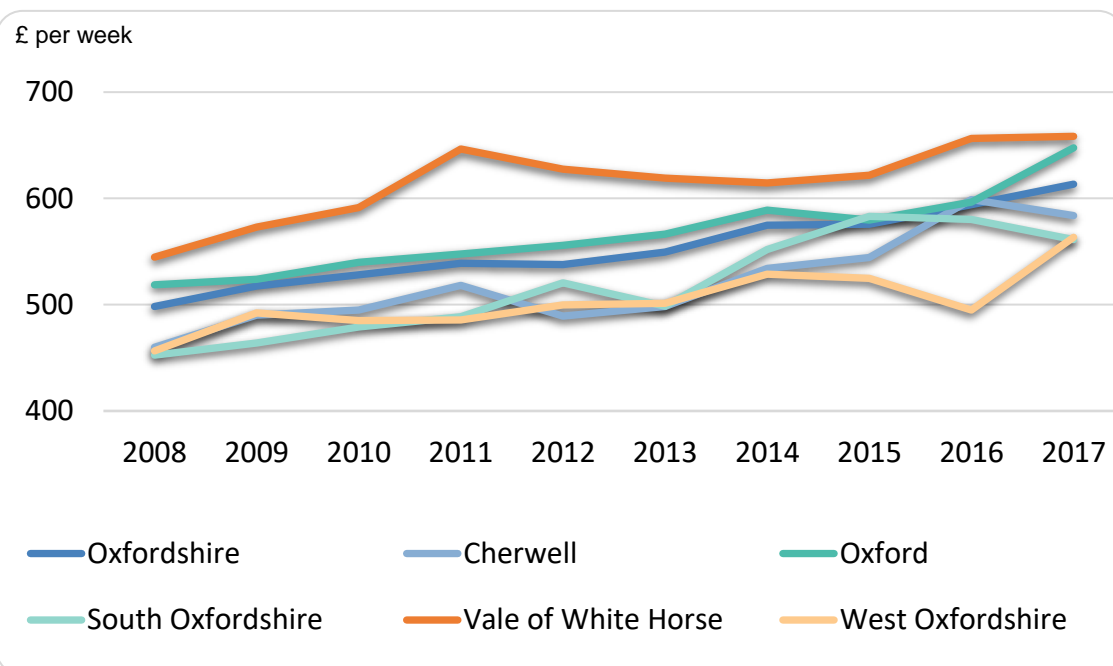 £ per week
700
600
500
400
2008 2009 2010 2011 2012 2013 2014 2015 2016 2017
Oxfordshire Cherwell Oxford
South Oxfordshire Vale of White Horse West Oxfordshire